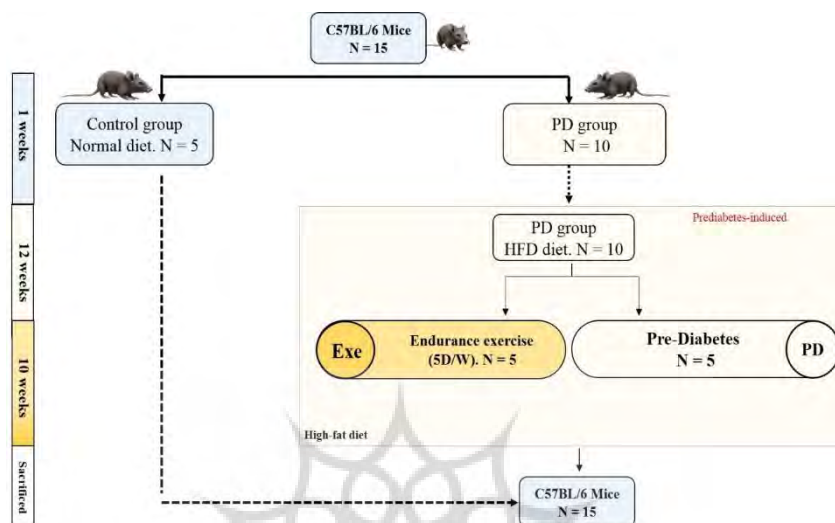 C57BL/6 Mice
N = 15
1 weeks
Control group
Normal diet. N = 5
PD group
N = 10
Prediabetes-induced
12 weeks
PD group
HFD diet. N = 10
10 weeks
Exe
Endurance exercise
(5D/W). N = 5
Pre-Diabetes
N = 5
PD
High-fat diet
Sacrificed
C57BL/6 Mice
N = 15